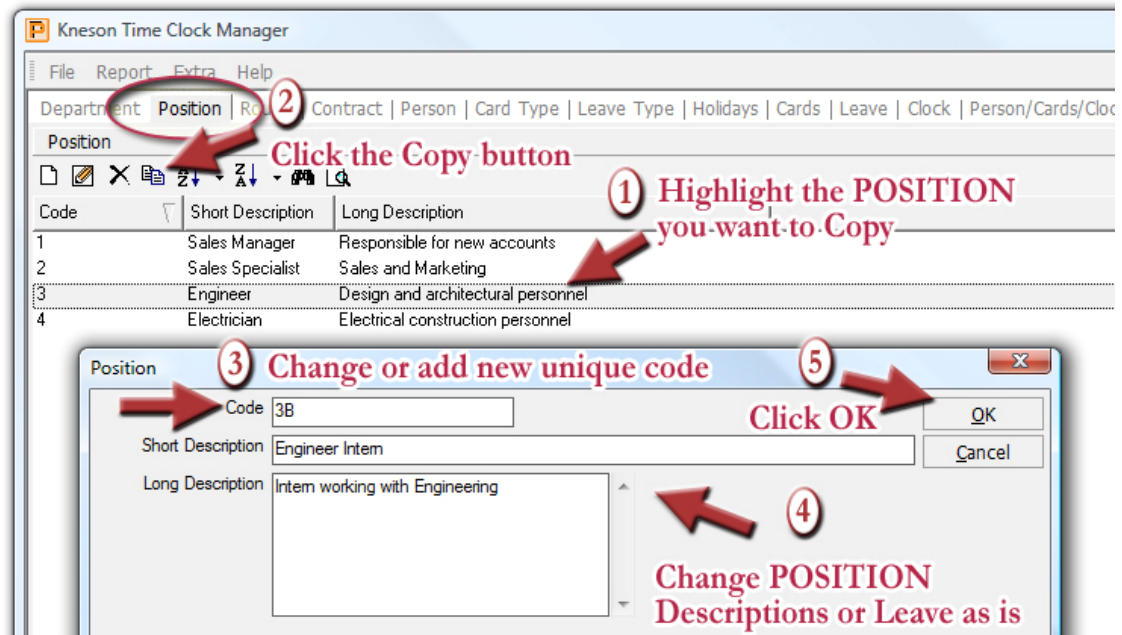 Kneson Time Clock Manager
File Report Extra Help
Department Position | Contract | Person | Card Type | Leave Type | Holidays | Cards | Leave | Clock | Person/Cards/Cloc
2
Position
Click the Copy button
1 Highlight the POSITION
you want to Copy
Code Short Description Long Description
1 Sales Manager Responsible for new accounts
2 Sales Specialist Sales and Marketing
3 Engineer Design and architectural personnel
4 Electrician Electrical construction personnel
Position
3 Change or add new unique code
5
Code 3B
Click OK
OK
Short Description Engineer Intern
Cancel
Long Description Intern working with Engineering
4
Change POSITION
Descriptions or Leave as is